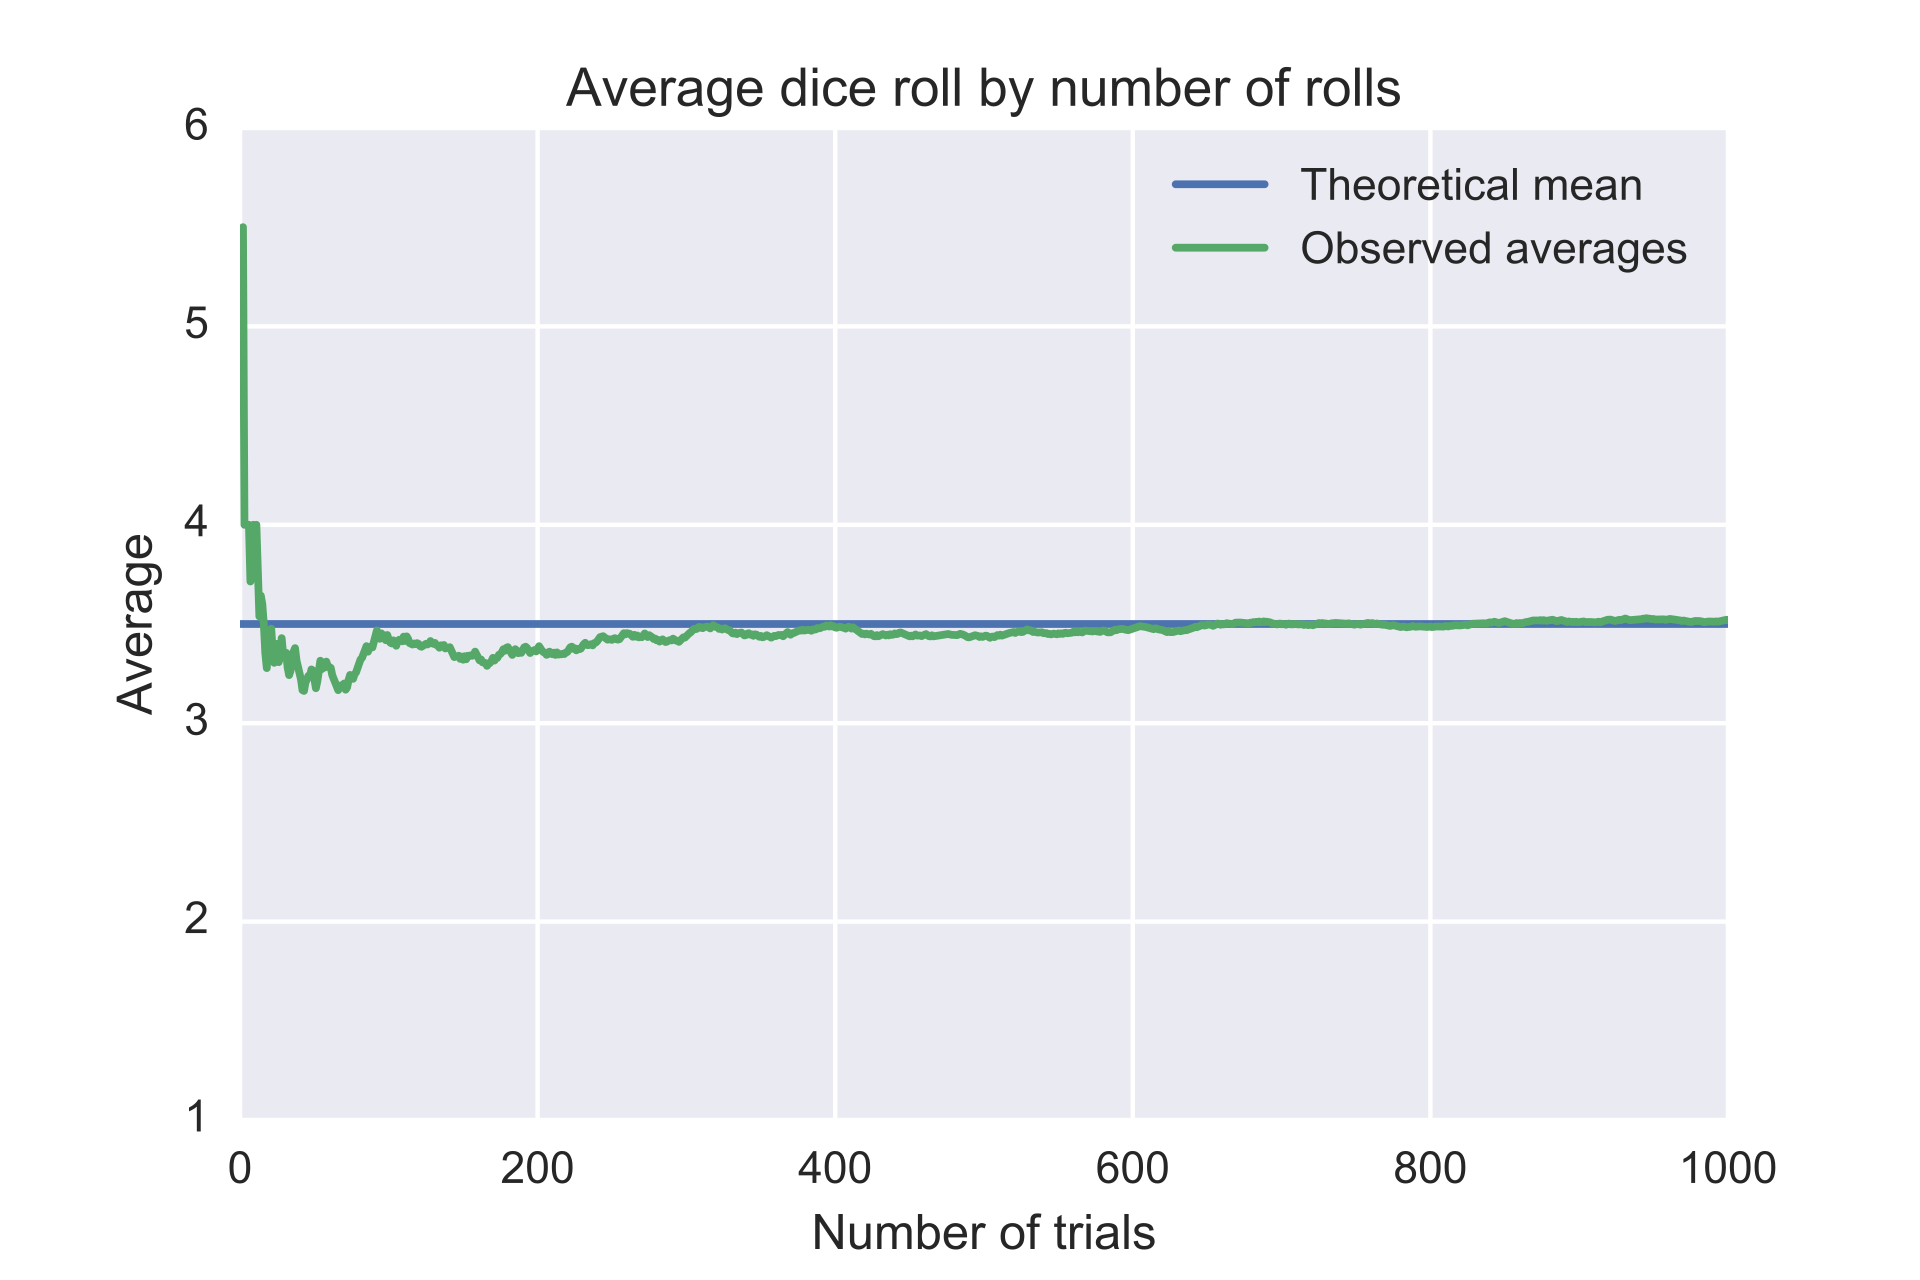 Average dice roll by number of rolls
Theoretical mean
Observed averages
6
5
4
3
2
1
Average
0 200 400 600 800 1000
Number of trials